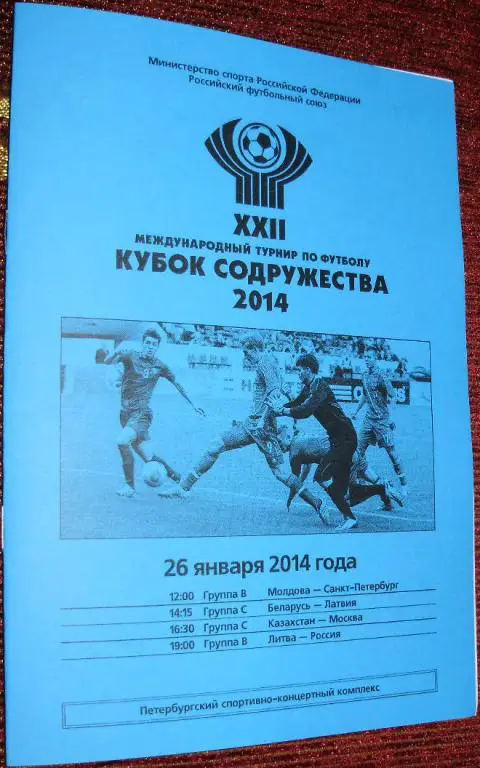 Министерство спорта Российской Федерации
Российский футбольный союз
XXII
МЕЖДУНАРОДНЫЙ ТУРНИР ПО ФУТБОЛУ
КУБОК СОДРУЖЕСТВА
2014
26 января 2014 года
12:00 Группа В Молдова — Санкт-Петербург
14:15 Группа С Беларусь — Латвия
16:30 Группа С Казахстан — Москва
19:00 Группа В Литва — Россия
Петербургский спортивно-концертный комплекс